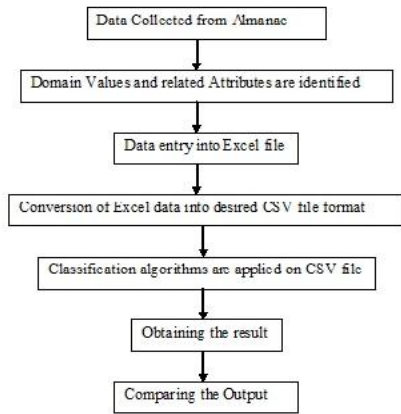 Data Collected from Almanac
Domain Values and related Attributes are identified
Data entry into Excel file
Conversion of Excel data into desired CSV file format
Classification algorithms are applied on CSV file
Obtaining the result
Comparing the Output